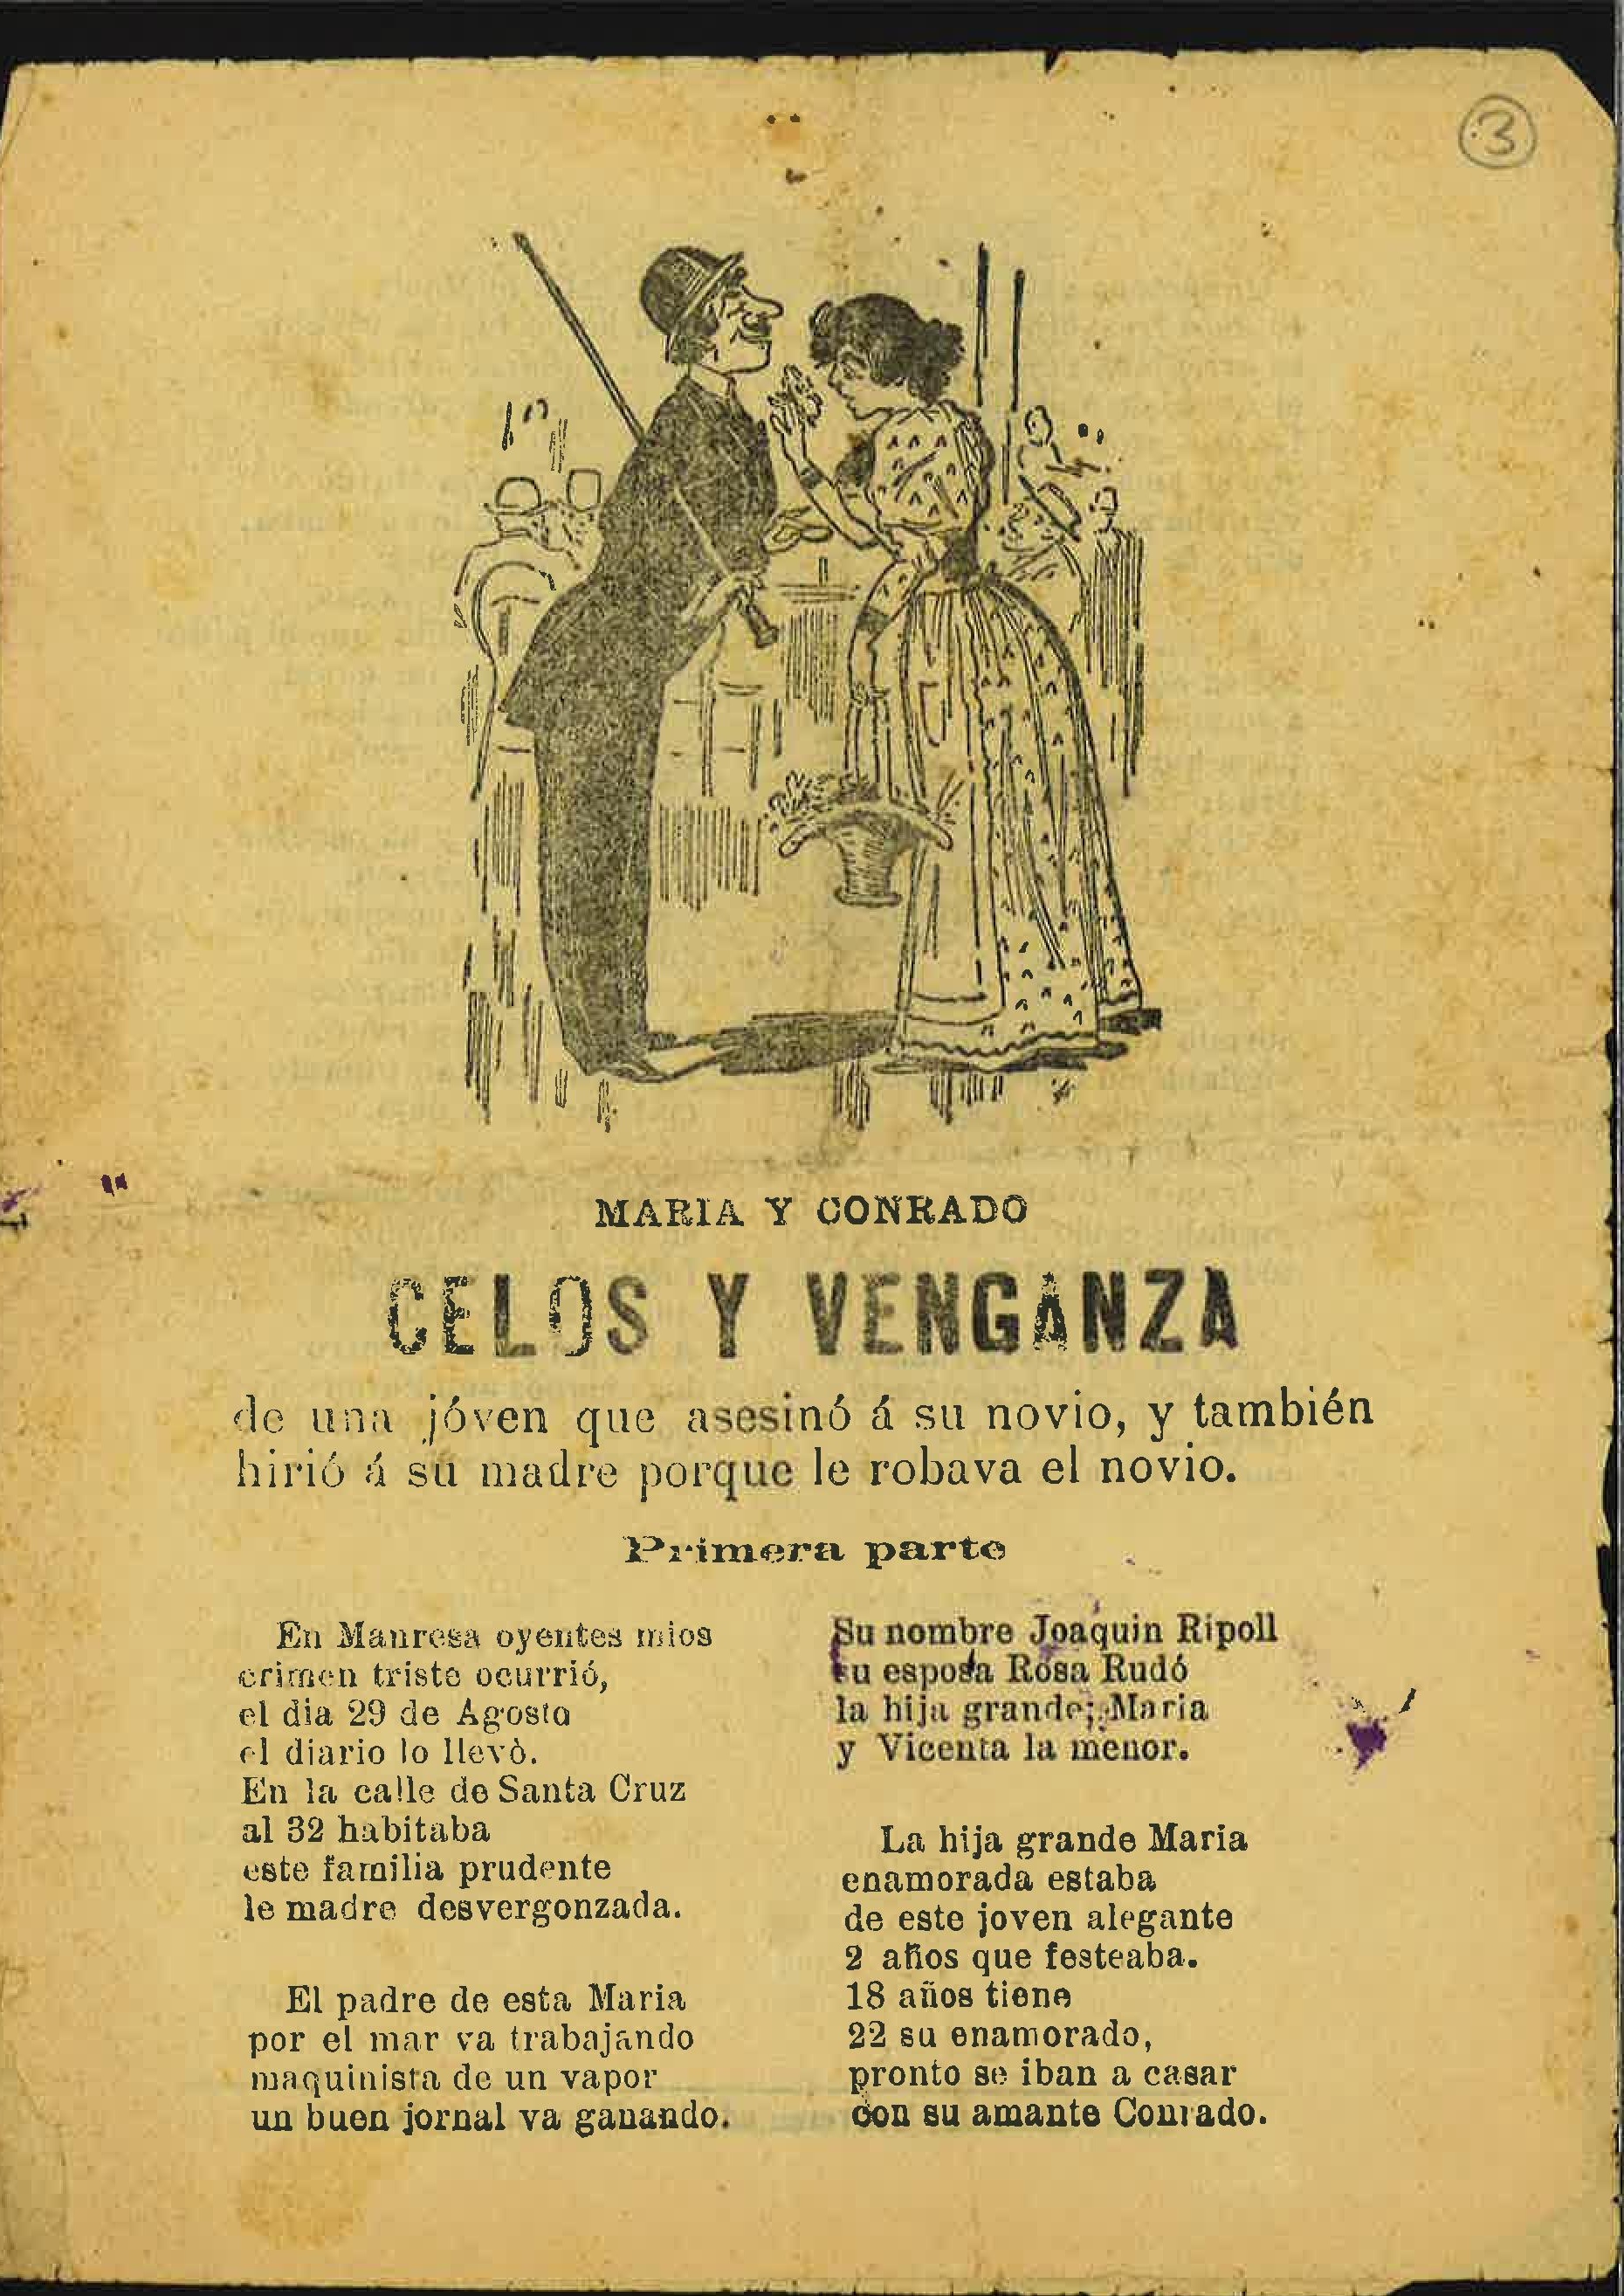 3
MARIA Y CONRADO
CELOS Y VENGANZA
de una jóven que asesinó á su novio, y también
hirió á su madre porque le robava el novio.
Primera parte
En Manresa oyentes mios
crimen triste ocurrió,
el dia 29 de Agosto
el diario lo llevò.
En la calle de Santa Cruz
al 32 habitaba
este familia prudente
le madre desvergonzada.
El padre de esta Maria
por el mar va trabajando
maquinista de un vapor
un buen jornal va ganando.
Su nombre Joaquin Ripoll
su esposa Rosa Rudó
la hija grande; Maria
y Vicenta la menor.
La hija grande Maria
enamorada estaba
de este joven alegante
2 años que festeaba.
18 años tiene
22 su enamorado,
pronto se iban a casar
con su amante Conrado.